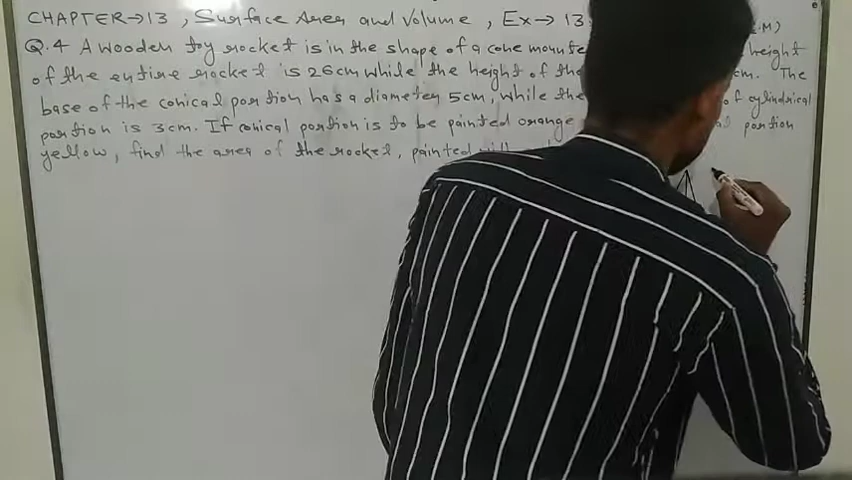 CHAPTER→13 , Surface Area and Volume , Ex→ 13 .M)
Q.4 A Wooden toy rocket is in the shape of a cone mounte height
of the entire rocket is 26cm while the height of the cm. The
base of the conical portion has a diameter 5cm, while the of cylindrical
portion is 3cm. If conical portion is to be painted orange portion
yellow, find the area of the rocket, painted